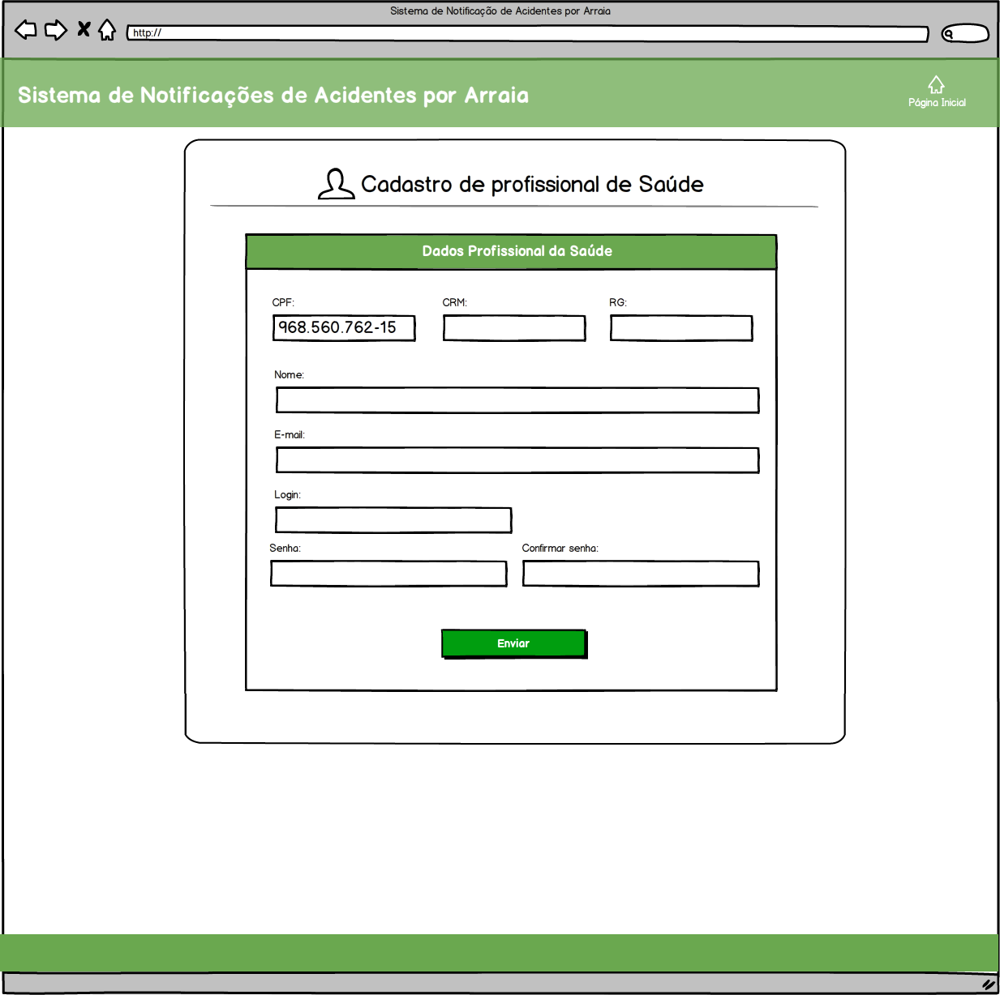 Sistema de Notificação de Acidentes por Arraia
http://
Sistema de Notificações de Acidentes por Arraia
Página Inicial
Cadastro de profissional de Saúde
Dados Profissional da Saúde
CPF: CRM: RG:
968.560.762-15
Nome:
E-mail:
Login:
Senha: Confirmar senha:
Enviar